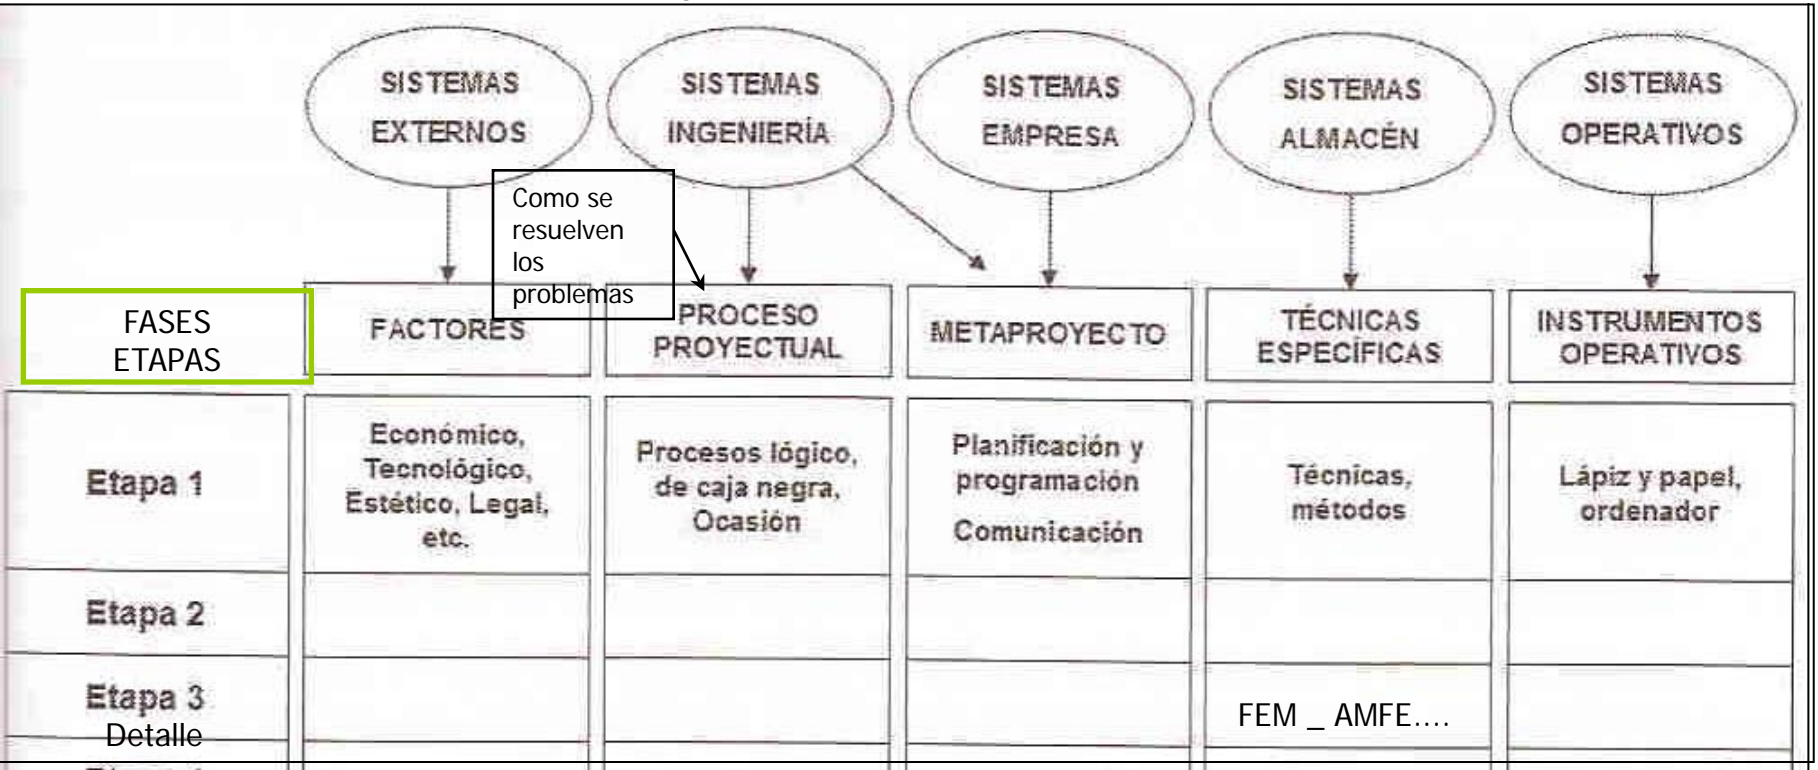 SISTEMAS
EXTERNOS
SISTEMAS
INGENIERÍA
SISTEMAS
EMPRESA
SISTEMAS
ALMACÉN
SISTEMAS
OPERATIVOS
Como se
resuelven
los
problemas
FASES
ETAPAS
FACTORES
PROCESO
PROYECTUAL
METAPROYECTO
TÉCNICAS
ESPECÍFICAS
INSTRUMENTOS
OPERATIVOS
Etapa 1
Económico,
Tecnológico,
Estético, Legal,
etc.
Procesos lógico,
de caja negra,
Ocasión
Planificación y
programación
Comunicación
Técnicas,
métodos
Lápiz y papel,
ordenador
Etapa 2
Etapa 3
Detalle
FEM _ AMFE....